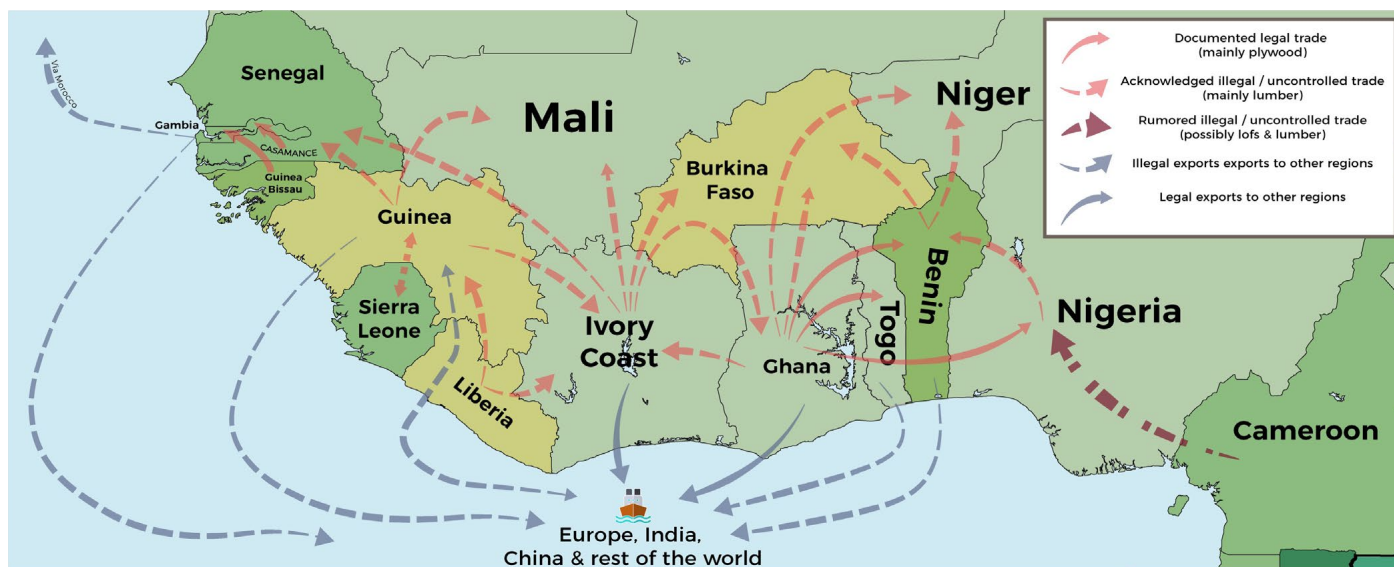 Documented legal trade
(mainly plywood)
Acknowledged illegal / uncontrolled trade
(mainly lumber)
Rumored illegal / uncontrolled trade
(possibly lofs & lumber)
Illegal exports exports to other regions
Legal exports to other regions
Via Morocco
Senegal
Gambia
CASAMANCE
Guinea
Bissau
Mali
Niger
Burkina
Faso
Guinea
Sierra
Leone
Liberia
Ivory
Coast
Ghana
Togo
Benin
Nigeria
Cameroon
Europe, India,
China & rest of the world